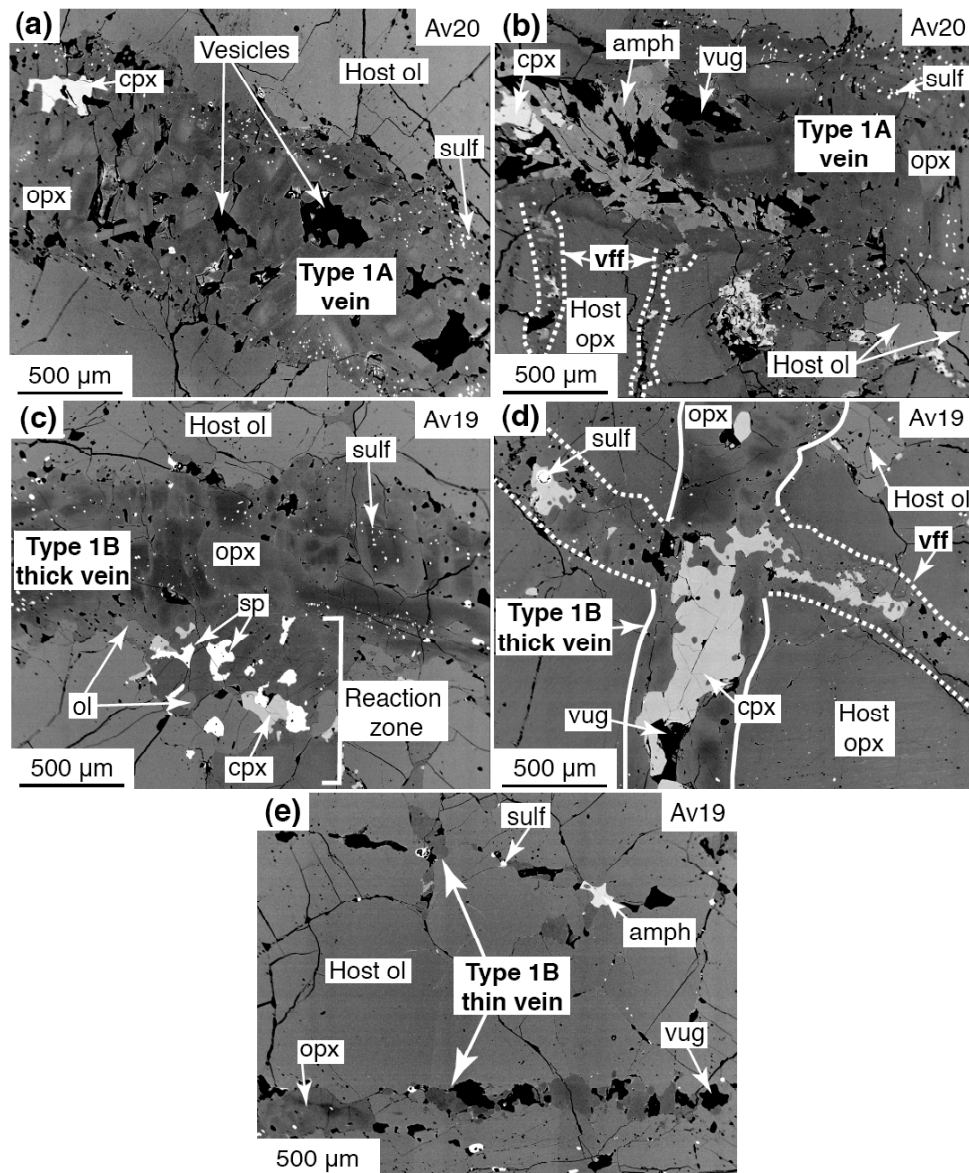 (a)
Av20
Vesicles
cpx
Host ol
sulf
opx
Type 1A
vein
500 µm
(b)
Av20
amph
cpx
vug
sulf
Type 1A
vein
opx
vff
Host
opx
Host ol
500 µm
(c)
Av19
Host ol
sulf
Type 1B
thick vein
opx
sp
ol
Reaction
zone
cpx
500 µm
(d)
opx
Av19
sulf
Host ol
vff
Type 1B
thick vein
cpx
vug
Host
opx
500 µm
(e)
Av19
sulf
amph
Host ol
Type 1B
thin vein
vug
opx
500 µm